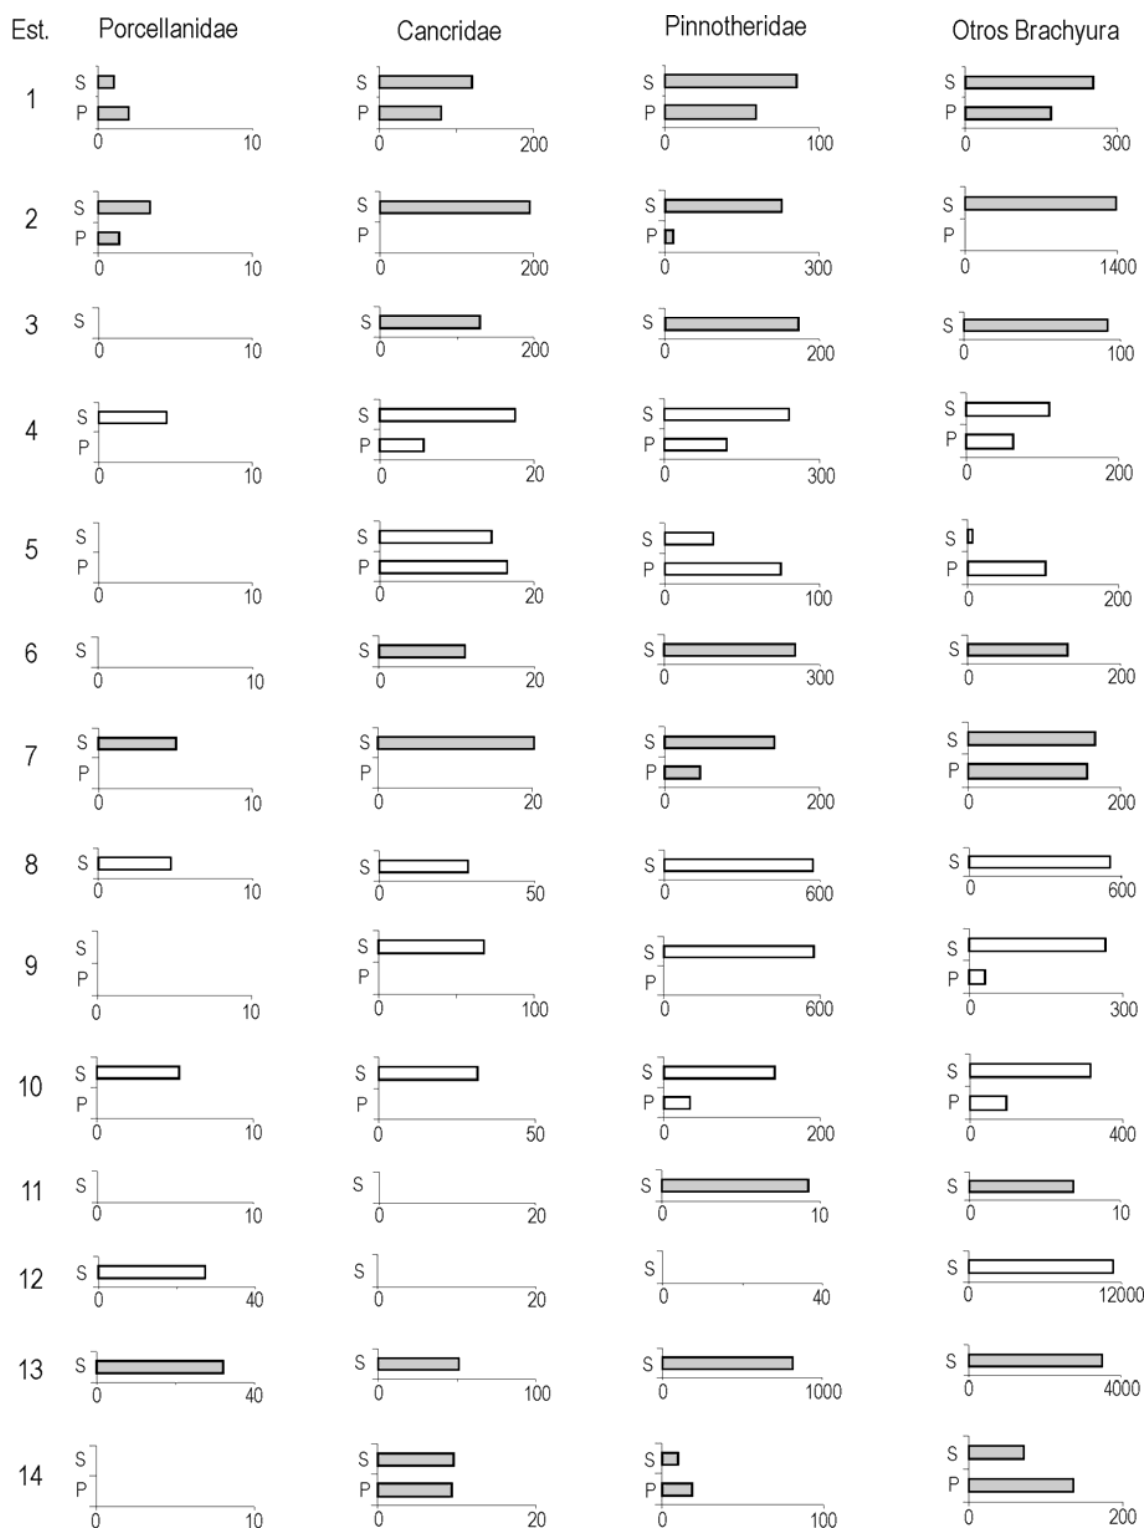 Est. Porcellanidae Cancridae Pinnotheridae Otros Brachyura
1
S S S S
P P P P
0 10 0 200 0 100 0 300
2
S S S S
P P P P
0 10 0 200 0 300 0 1400
3
S S S S
0 10 0 200 0 200 0 100
4
S S S S
P P P P
0 10 0 20 0 300 0 200
5
S S S S
P P P P
0 10 0 20 0 100 0 200
6
S S S S
0 10 0 20 0 300 0 200
7
S S S S
P P P P
0 10 0 20 0 200 0 200
8
S S S S
0 10 0 50 0 600 0 600
9
S S S S
P P P P
0 10 0 100 0 600 0 300
10
S S S S
P P P P
0 10 0 50 0 200 0 400
11
S S S S
0 10 0 20 0 10 0 10
12
S S S S
0 40 0 20 0 40 0 12000
13
S S S S
0 40 0 100 0 1000 0 4000
14
S S S S
P P P P
0 10 0 20 0 100 0 200